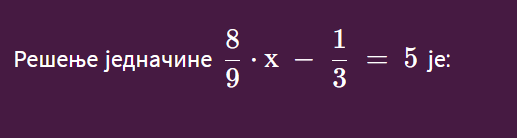 Решење једначине 8/9 · x − 1/3 = 5 је: